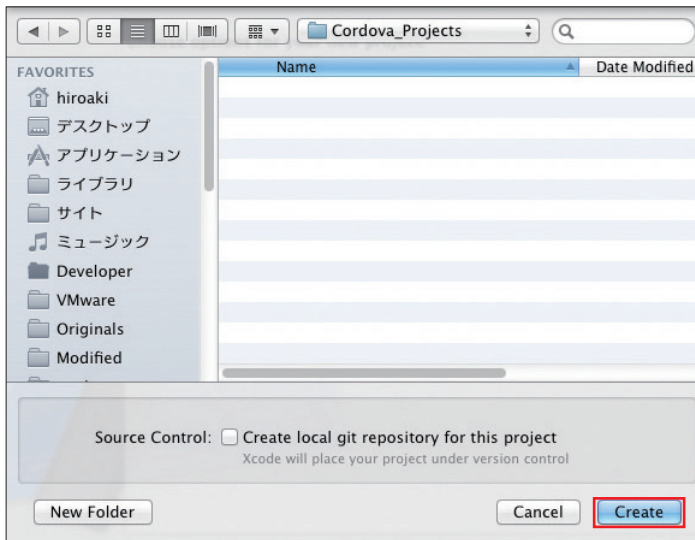 Cordova_Projects
FAVORITES
Name
Date Modified
hiroaki
デスクトップ
アプリケーション
ライブラリ
サイト
ミュージック
Developer
VMware
Originals
Modified
Source Control:
Create local git repository for this project
Xcode will place your project under version control
New Folder
Cancel
Create